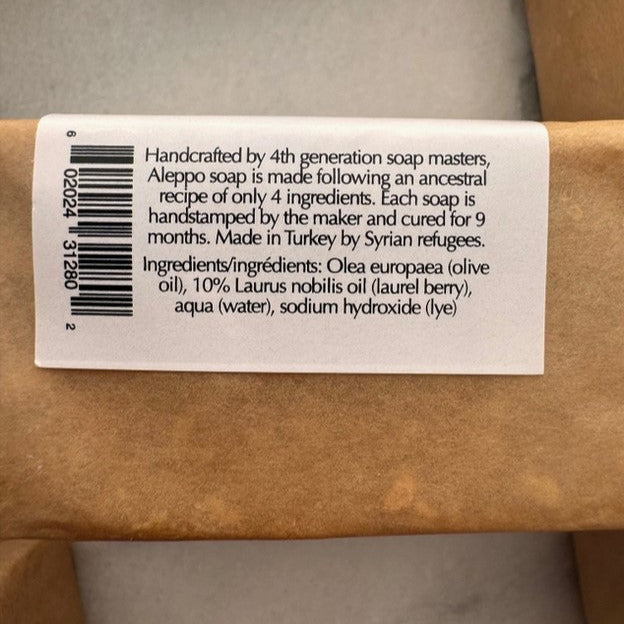 Handcrafted by 4th generation soap masters,
Aleppo soap is made following an ancestral
recipe of only 4 ingredients. Each soap is
handstamped by the maker and cured for 9
months. Made in Turkey by Syrian refugees.
Ingredients/ingrédients: Olea europaea (olive
oil), 10% Laurus nobilis oil (laurel berry),
aqua (water), sodium hydroxide (lye)
6 02024 31280 2